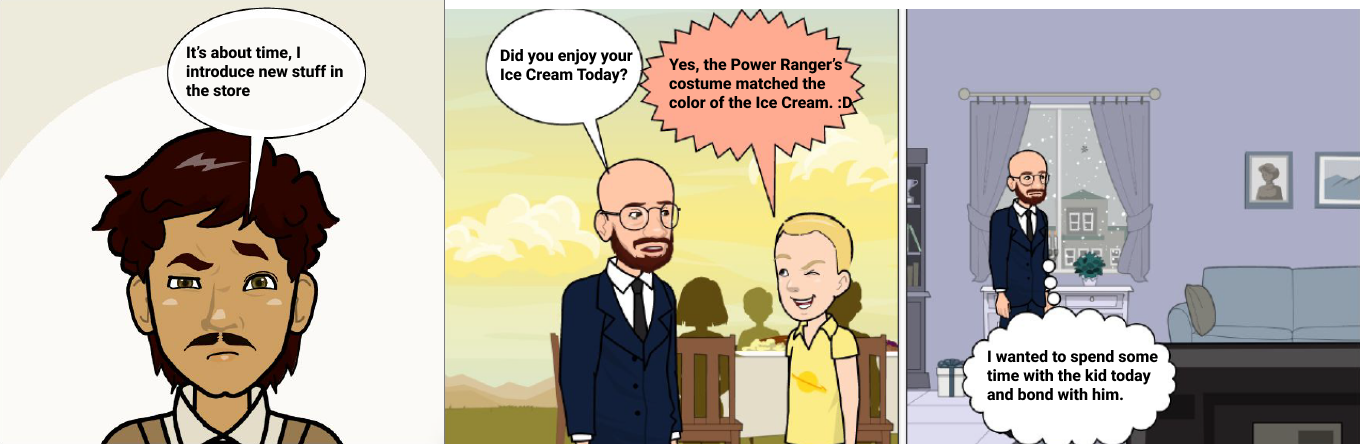 It's about time, I
introduce new stuff in
the store
Did you enjoy your
Ice Cream Today?
Yes, the Power Ranger's
costume matched the
color of the Ice Cream. :D
I wanted to spend some
time with the kid today
and bond with him.